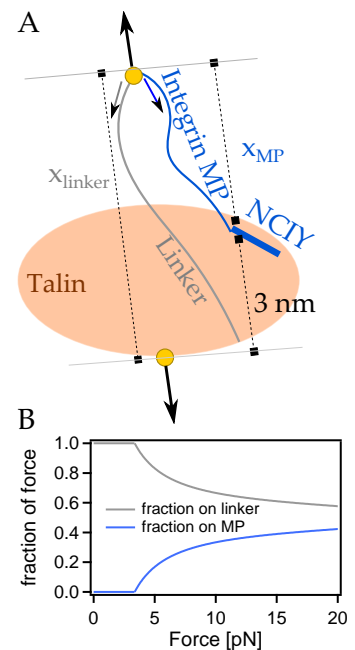 A
Integrin MP
x_MP
x_linker
NCIY
Linker
Talin
3 nm
B
fraction of force
1.0
0.8
0.6
0.4
0.2
0.0
fraction on linker
fraction on MP
0
5
10
15
20
Force [pN]